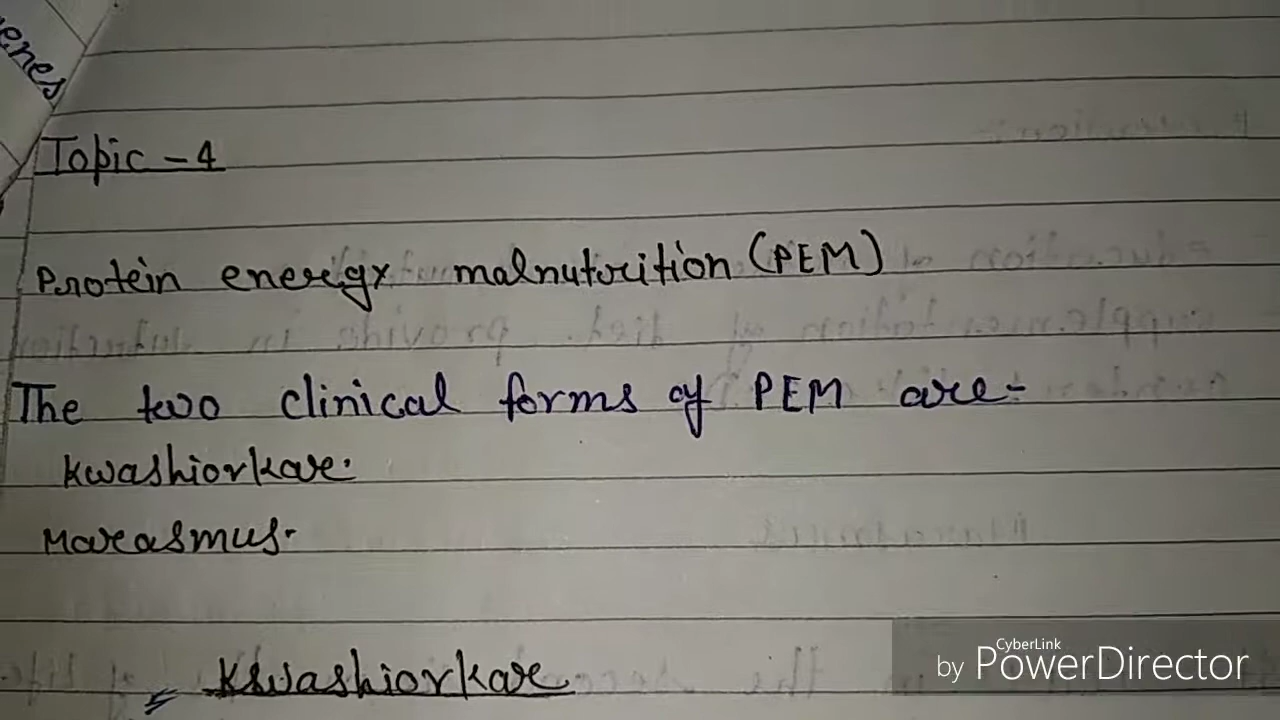 enes
Topic - 4
Protein energy malnutrition (PEM)
The two clinical forms of PEM are-
Kwashiorkar.
Marasmus.
Kwashiorkar
CyberLink
by PowerDirector